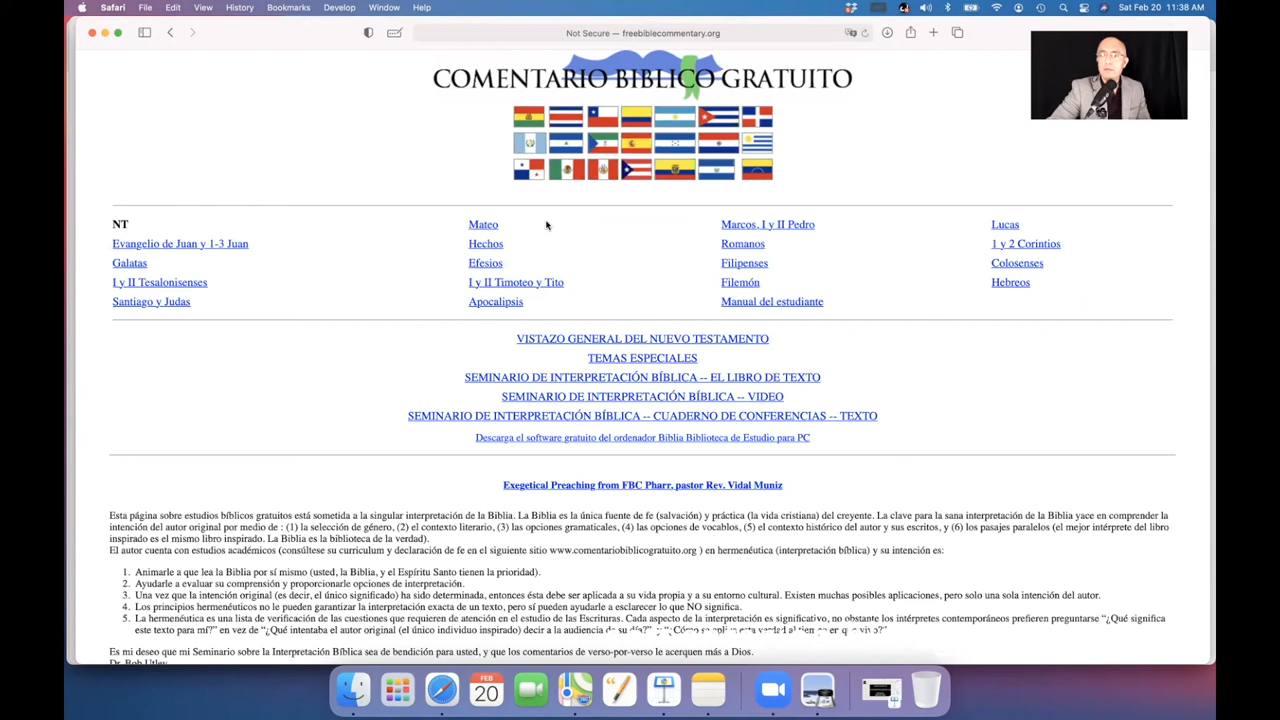 Safari File Edit View History Bookmarks Develop Window Help Sat Feb 20 11:38 AM
Not Secure — freebiblecommentary.org
COMENTARIO BIBLICO GRATUITO
NT Mateo Marcos, I y II Pedro Lucas
Evangelio de Juan y 1-3 Juan Hechos Romanos 1 y 2 Corintios
Galatas Efesios Filipenses Colosenses
I y II Tesalonisenses I y II Timoteo y Tito Filemón Hebreos
Santiago y Judas Apocalipsis Manual del estudiante
VISTAZO GENERAL DEL NUEVO TESTAMENTO
TEMAS ESPECIALES
SEMINARIO DE INTERPRETACIÓN BÍBLICA -- EL LIBRO DE TEXTO
SEMINARIO DE INTERPRETACIÓN BÍBLICA -- VIDEO
SEMINARIO DE INTERPRETACIÓN BÍBLICA -- CUADERNO DE CONFERENCIAS -- TEXTO
Descarga el software gratuito del ordenador Biblia Biblioteca de Estudio para PC
Exegetical Preaching from FBC Pharr, pastor Rev. Vidal Muniz
Esta página sobre estudios bíblicos gratuitos está sometida a la singular interpretación de la Biblia. La Biblia es la única fuente de fe (salvación) y práctica (la vida cristiana) del creyente. La clave para la sana interpretación de la Biblia yace en comprender la
intención del autor original por medio de : (1) la selección de género, (2) el contexto literario, (3) las opciones gramaticales, (4) las opciones de vocablos, (5) el contexto histórico del autor y sus escritos, y (6) los pasajes paralelos (el mejor intérprete del libro
inspirado es el mismo libro inspirado. La Biblia es la biblioteca de la verdad).
El autor cuenta con estudios académicos (consúltese su curriculum y declaración de fe en el siguiente sitio www.comentariobiblicogratuito.org ) en hermenéutica (interpretación bíblica) y su intención es:
1. Animarle a que lea la Biblia por sí mismo (usted, la Biblia, y el Espíritu Santo tienen la prioridad).
2. Ayudarle a evaluar su comprensión y proporcionarle opciones de interpretación.
3. Una vez que la intención original (es decir, el único significado) ha sido determinada, entonces ésta debe ser aplicada a su vida propia y a su entorno cultural. Existen muchas posibles aplicaciones, pero solo una sola intención del autor.
4. Los principios hermenéuticos no le pueden garantizar la interpretación exacta de un texto, pero sí pueden ayudarle a esclarecer lo que NO significa.
5. La hermenéutica es una lista de verificación de las cuestiones que requieren de atención en el estudio de las Escrituras. Cada aspecto de la interpretación es significativo, no obstante los intérpretes contemporáneos prefieren preguntarse “¿Qué significa
este texto para mí?” en vez de “¿Qué intentaba el autor original (el único individuo inspirado) decir a la audiencia de su día?” y “¿Cómo se aplica esta verdad al tiempo en que vivo?”
Es mi deseo que mi Seminario sobre la Interpretación Bíblica sea de bendición para usted, y que los comentarios de verso-por-verso le acerquen más a Dios.
Dr. Bob Utley
FEB
20